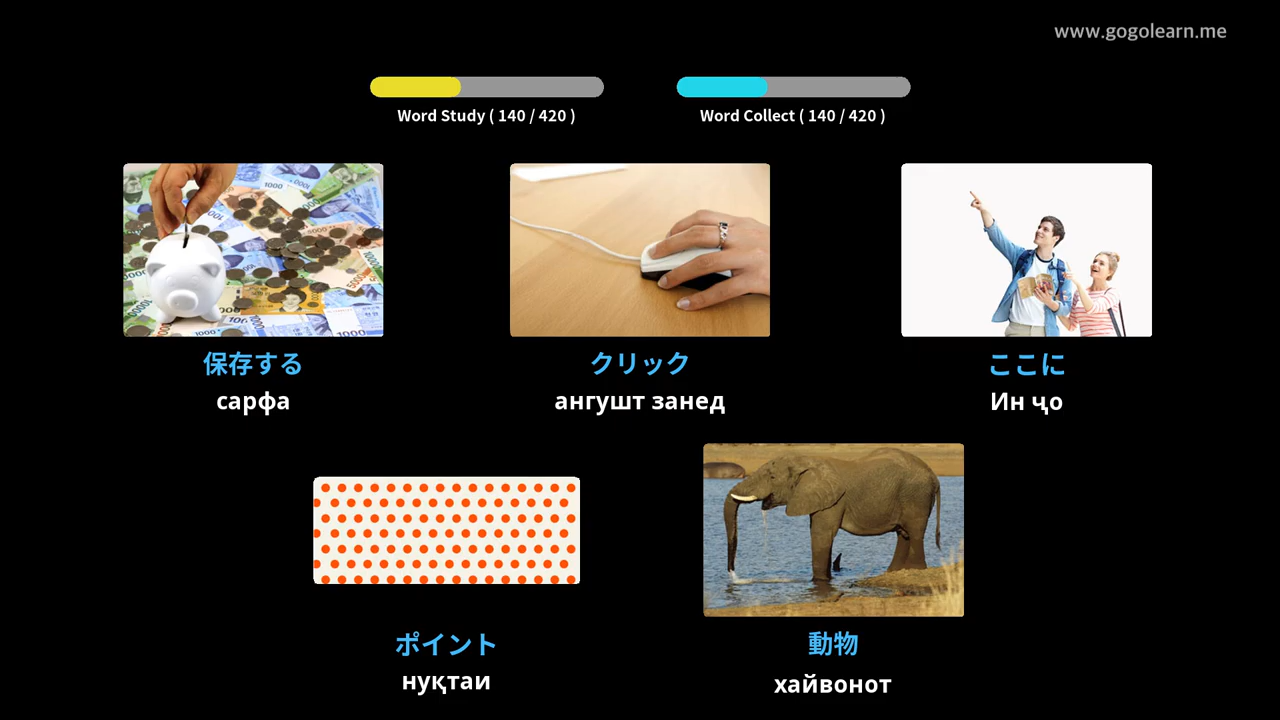 www.gogolearn.me
Word Study ( 140 / 420 )
Word Collect ( 140 / 420 )
保存する
сарфа
クリック
ангушт занед
ここに
Ин ҷо
ポイント
нуқтаи
動物
хайвонот